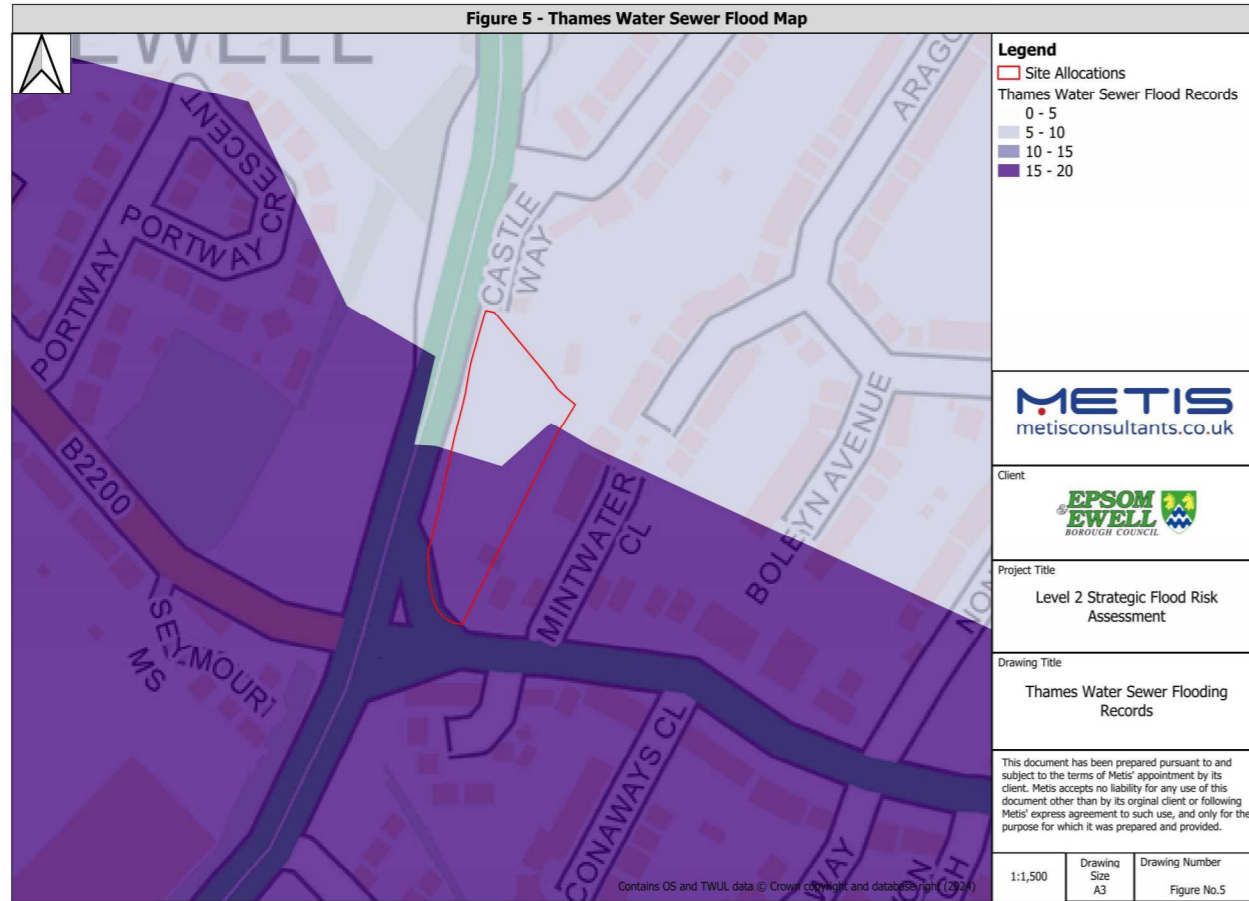 Figure 5 - Thames Water Sewer Flood Map
EWELL
ARAGO
CRESCENT
PORTWAY CR
PORTWAY
CASTLE
WAY
B2200
SEYMOUR
MS
MINTWATER
CL
BOLEYN AVENUE
NON
CONAWAYS CL
WAY
NON
CH
Contains OS and TWUL data © Crown copyright and database right (2024)
Legend
Site Allocations
Thames Water Sewer Flood Records
0 - 5
5 - 10
10 - 15
15 - 20
METIS
metisconsultants.co.uk
Client
EPSOM
& EWELL
BOROUGH COUNCIL
Project Title
Level 2 Strategic Flood Risk
Assessment
Drawing Title
Thames Water Sewer Flooding
Records
This document has been prepared pursuant to and
subject to the terms of Metis' appointment by its
client. Metis accepts no liability for any use of this
document other than by its orginal client or following
Metis' express agreement to such use, and only for the
purpose for which it was prepared and provided.
1:1,500
Drawing
Size
A3
Drawing Number
Figure No.5